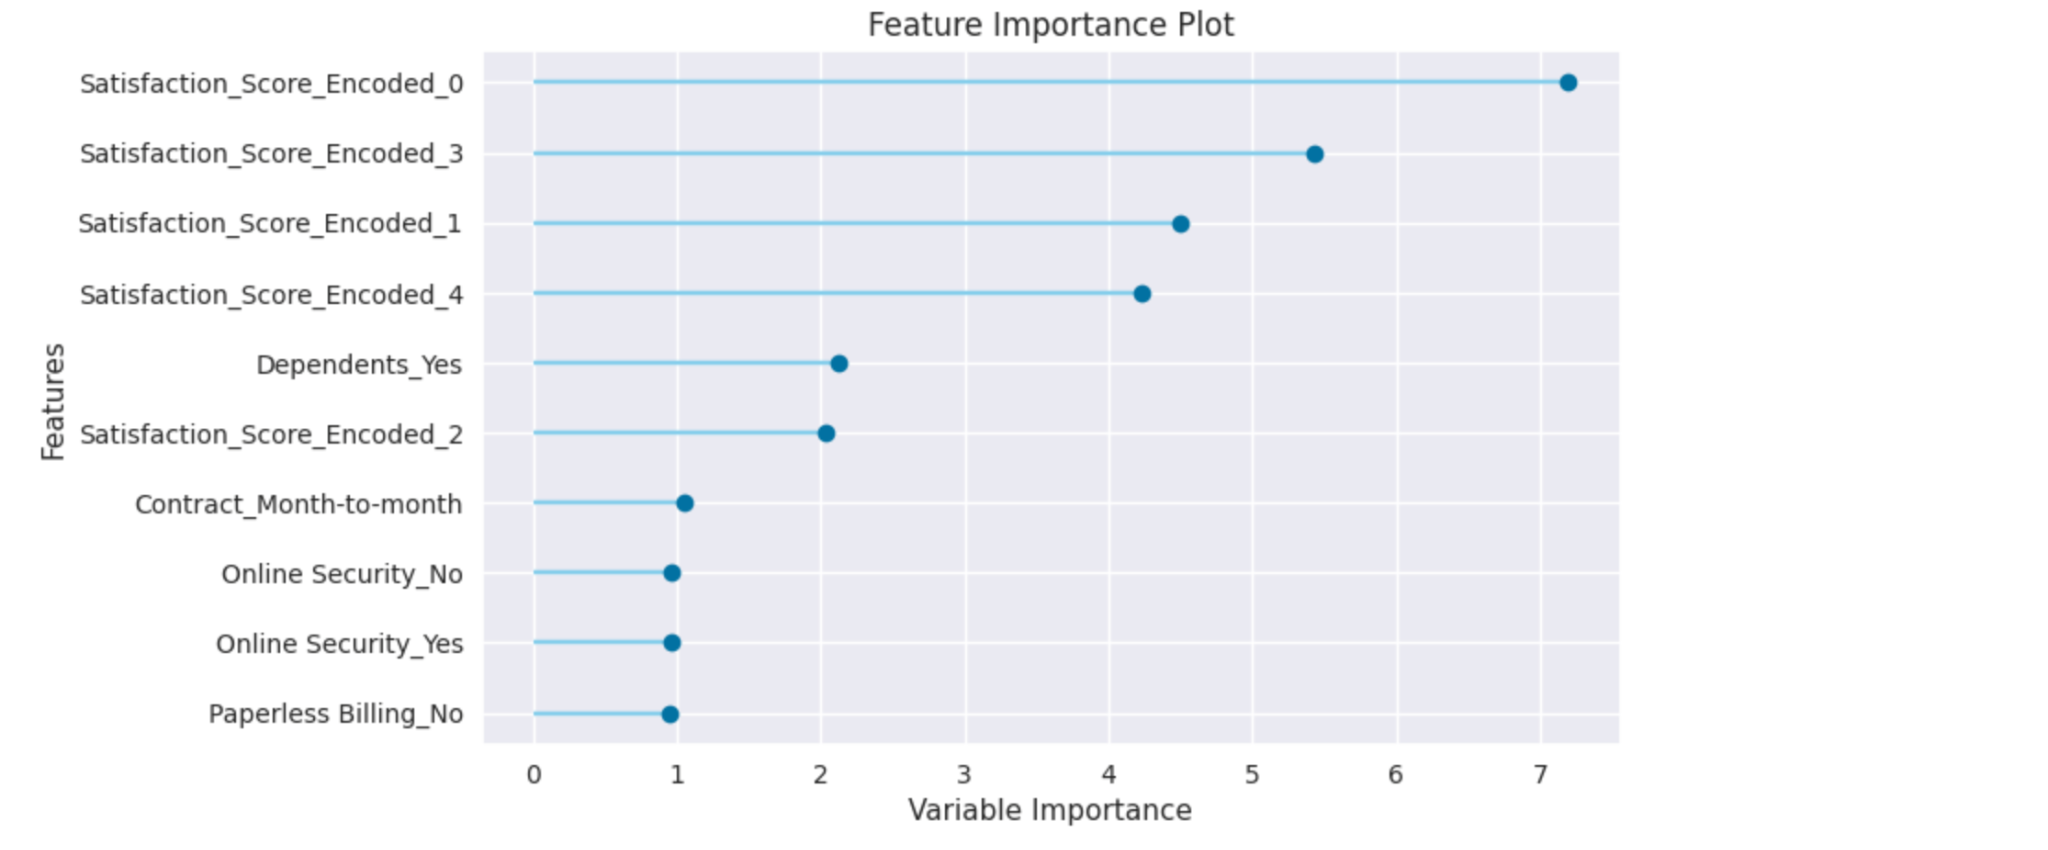 Feature Importance Plot
Satisfaction_Score_Encoded_0
Satisfaction_Score_Encoded_3
Satisfaction_Score_Encoded_1
Satisfaction_Score_Encoded_4
Dependents_Yes
Satisfaction_Score_Encoded_2
Contract_Month-to-month
Online Security_No
Online Security_Yes
Paperless Billing_No
Features
0 1 2 3 4 5 6 7
Variable Importance